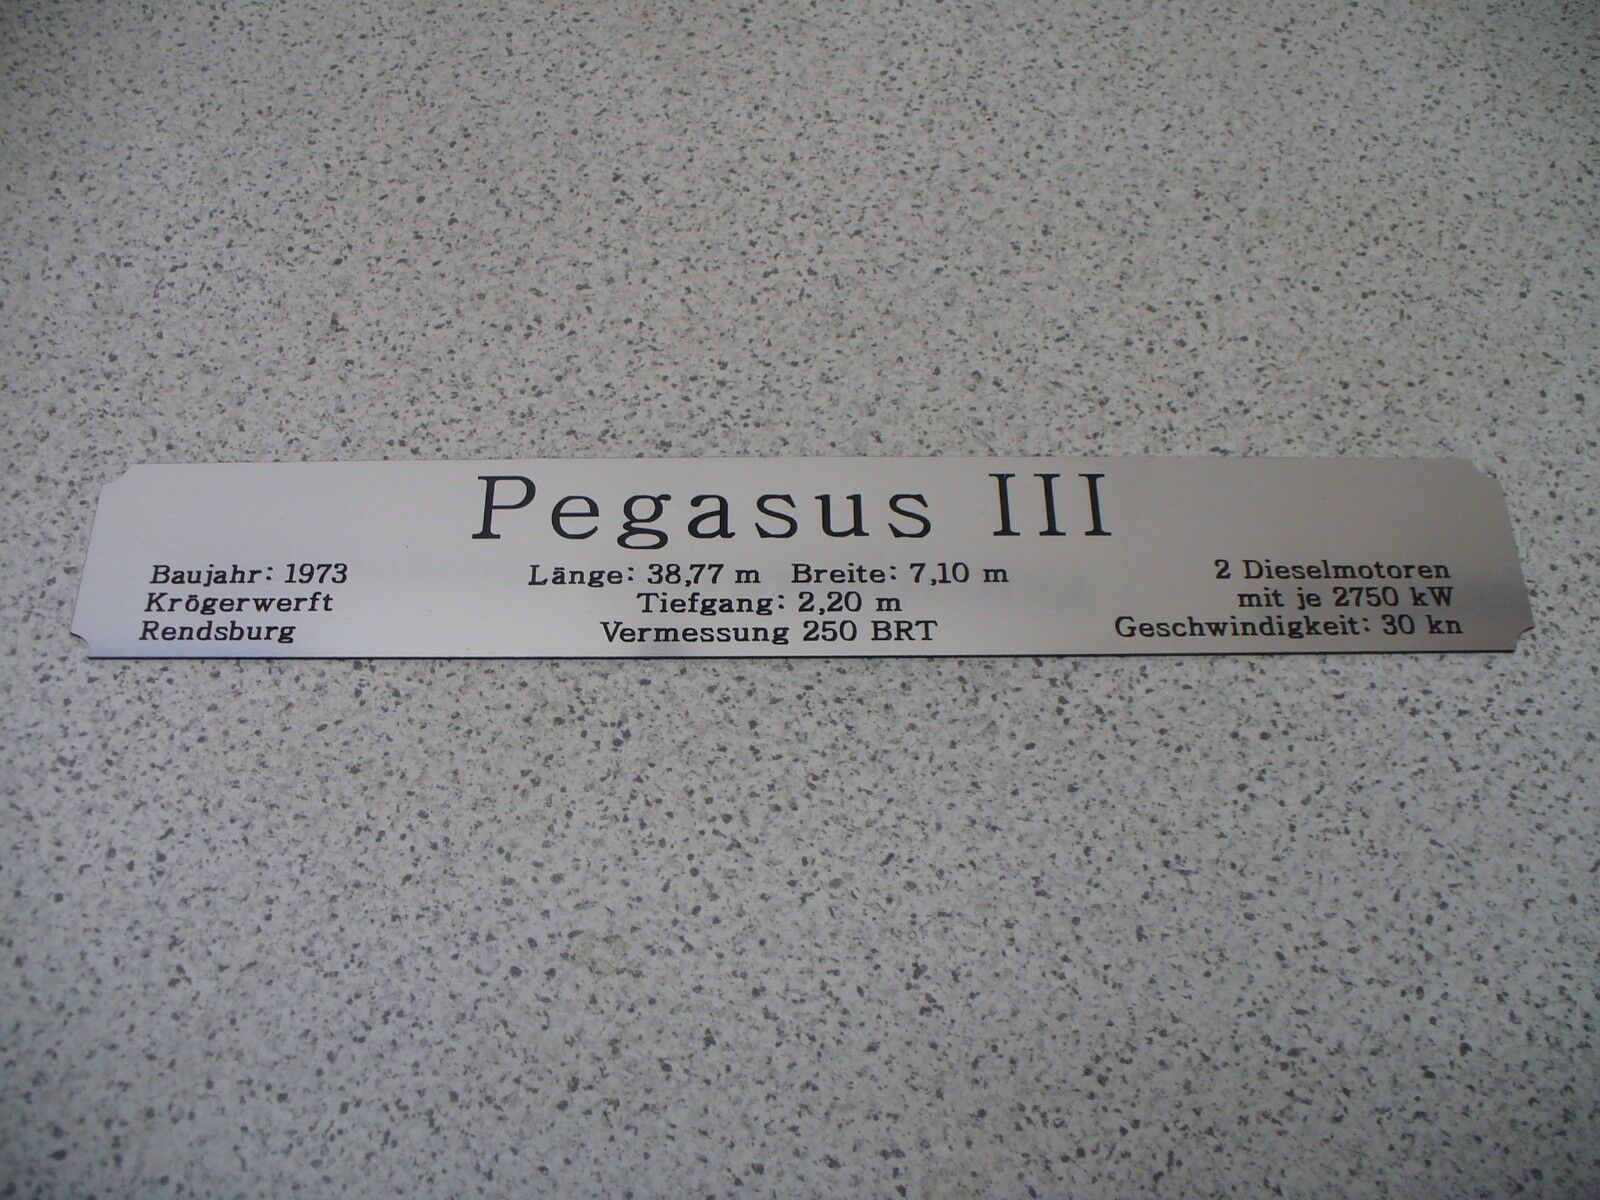 Pegasus III
Baujahr: 1973
Krögerwerft
Rendsburg
Länge: 38,77 m Breite: 7,10 m
Tiefgang: 2,20 m
Vermessung 250 BRT
2 Dieselmotoren
mit je 2750 kW
Geschwindigkeit: 30 kn